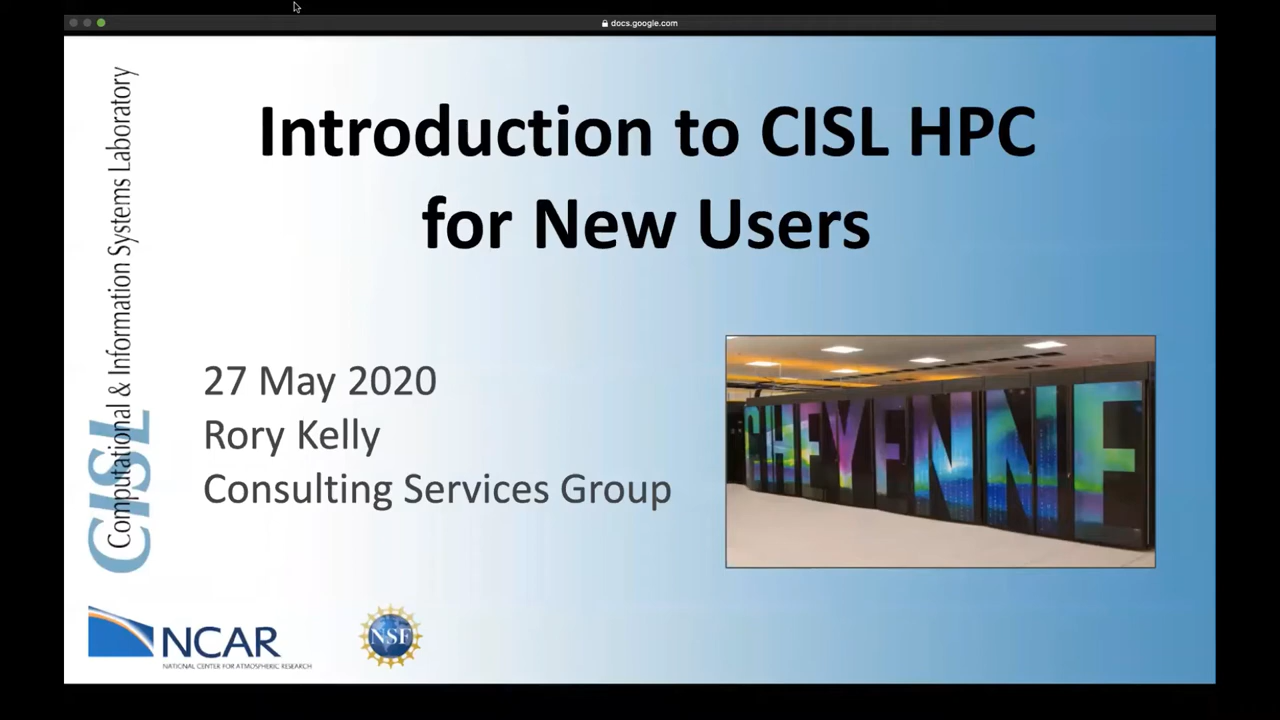 docs.google.com
Introduction to CISL HPC
for New Users
Computational & Information Systems Laboratory
CISL
27 May 2020
Rory Kelly
Consulting Services Group
CHEYENNE
NCAR
NATIONAL CENTER FOR ATMOSPHERIC RESEARCH
NSF